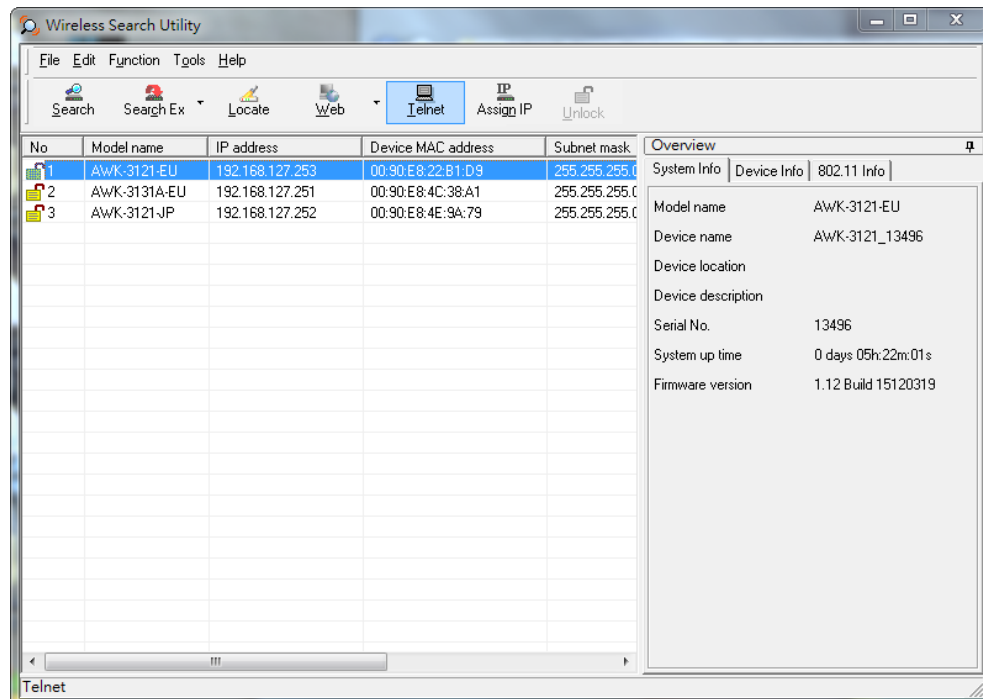 Wireless Search Utility
File Edit Function Tools Help
Search Search Ex Locate Web Telnet Assign IP Unlock
No Model name IP address Device MAC address Subnet mask
1 AWK-3121-EU 192.168.127.253 00:90:E8:22:B1:D9 255.255.255.0
2 AWK-3131A-EU 192.168.127.251 00:90:E8:4C:38:A1 255.255.255.0
3 AWK-3121-JP 192.168.127.252 00:90:E8:4E:9A:79 255.255.255.0
Overview
System Info Device Info 802.11 Info
Model name AWK-3121-EU
Device name AWK-3121_13496
Device location
Device description
Serial No. 13496
System up time 0 days 05h:22m:01s
Firmware version 1.12 Build 15120319
Telnet